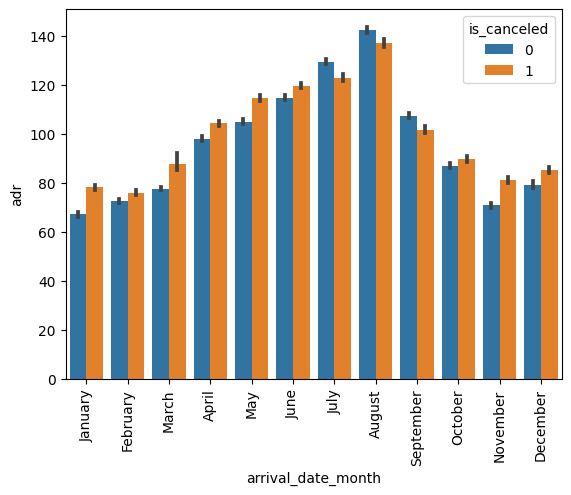 is_canceled
0
1
adr
140
120
100
80
60
40
20
0
January
February
March
April
May
June
July
August
September
October
November
December
arrival_date_month